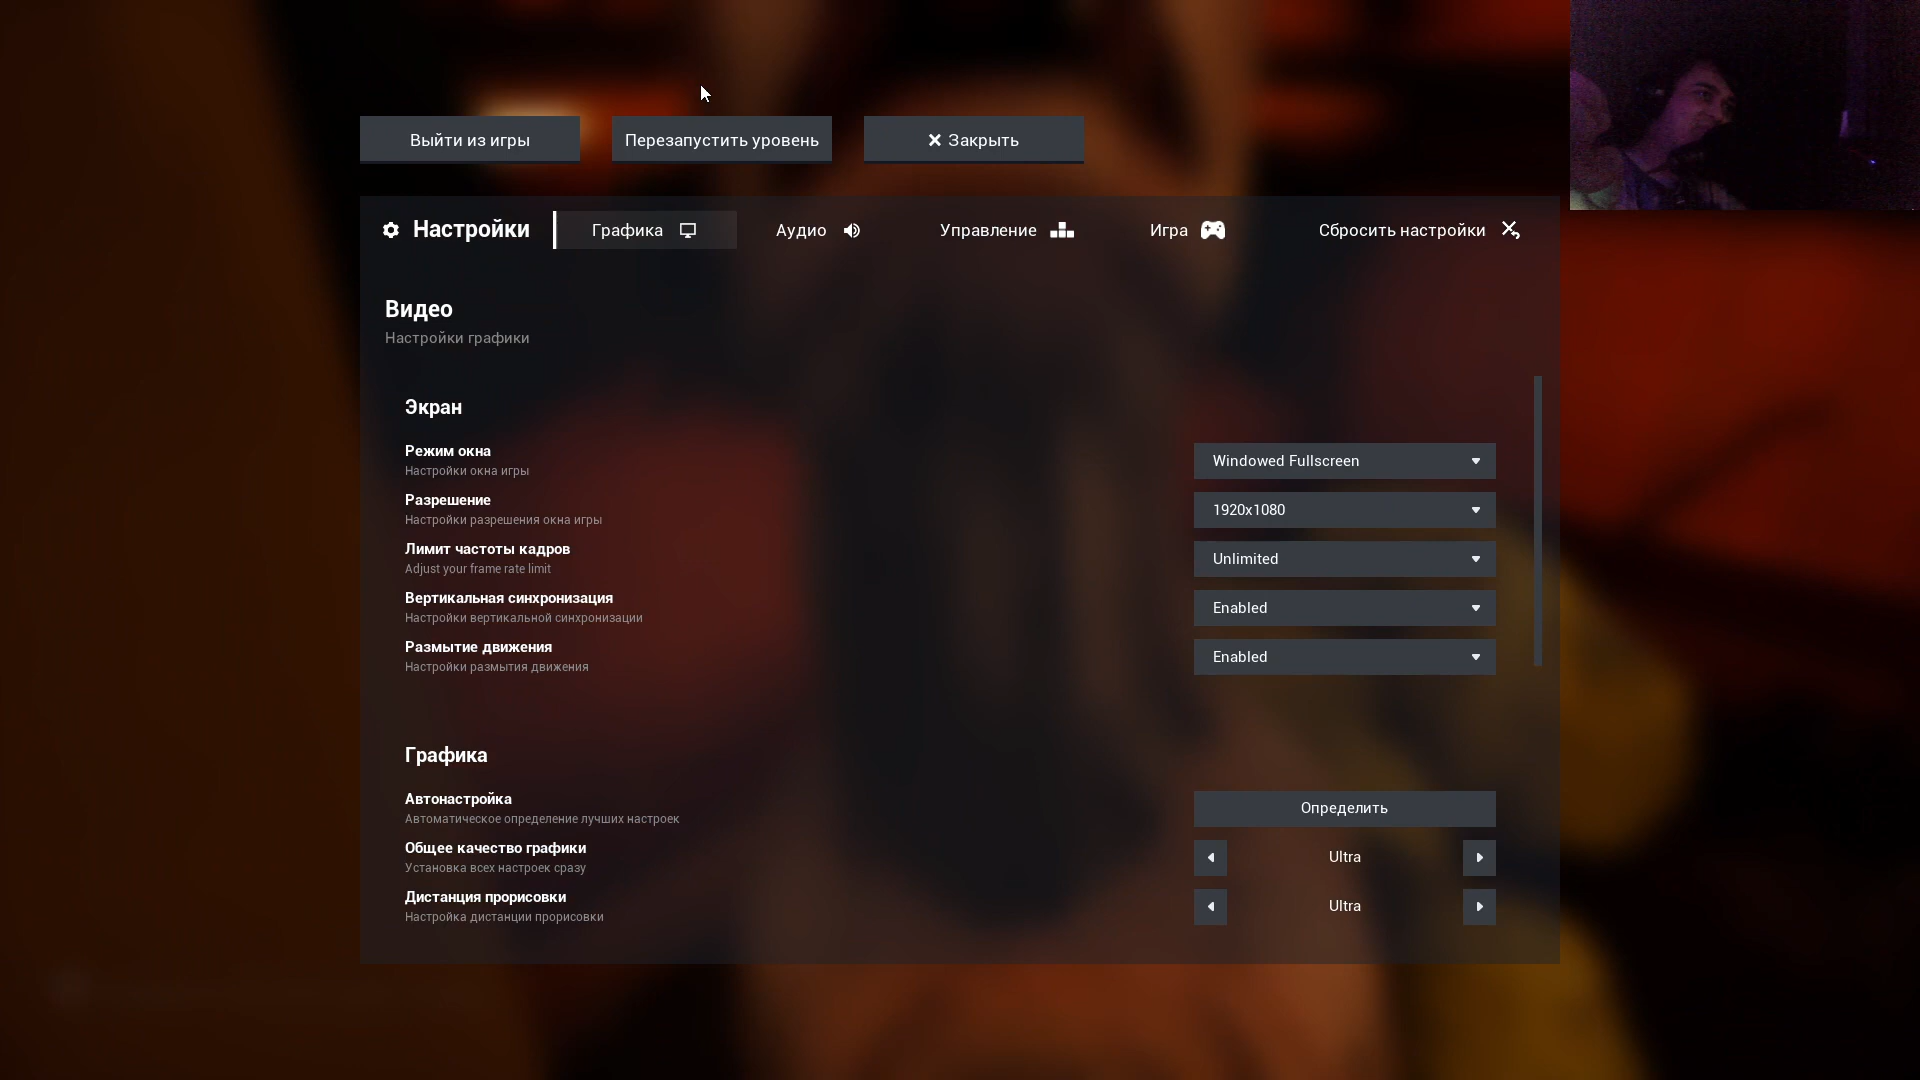 Выйти из игры
Перезапустить уровень
Закрыть
Настройки
Графика
Аудио
Управление
Игра
Сбросить настройки
Видео
Настройки графики
Экран
Режим окна
Настройки окна игры
Windowed Fullscreen
Разрешение
Настройки разрешения окна игры
1920x1080
Лимит частоты кадров
Adjust your frame rate limit
Unlimited
Вертикальная синхронизация
Настройки вертикальной синхронизации
Enabled
Размытие движения
Настройки размытия движения
Enabled
Графика
Автонастройка
Автоматическое определение лучших настроек
Определить
Общее качество графики
Установка всех настроек сразу
Ultra
Дистанция прорисовки
Настройка дистанции прорисовки
Ultra